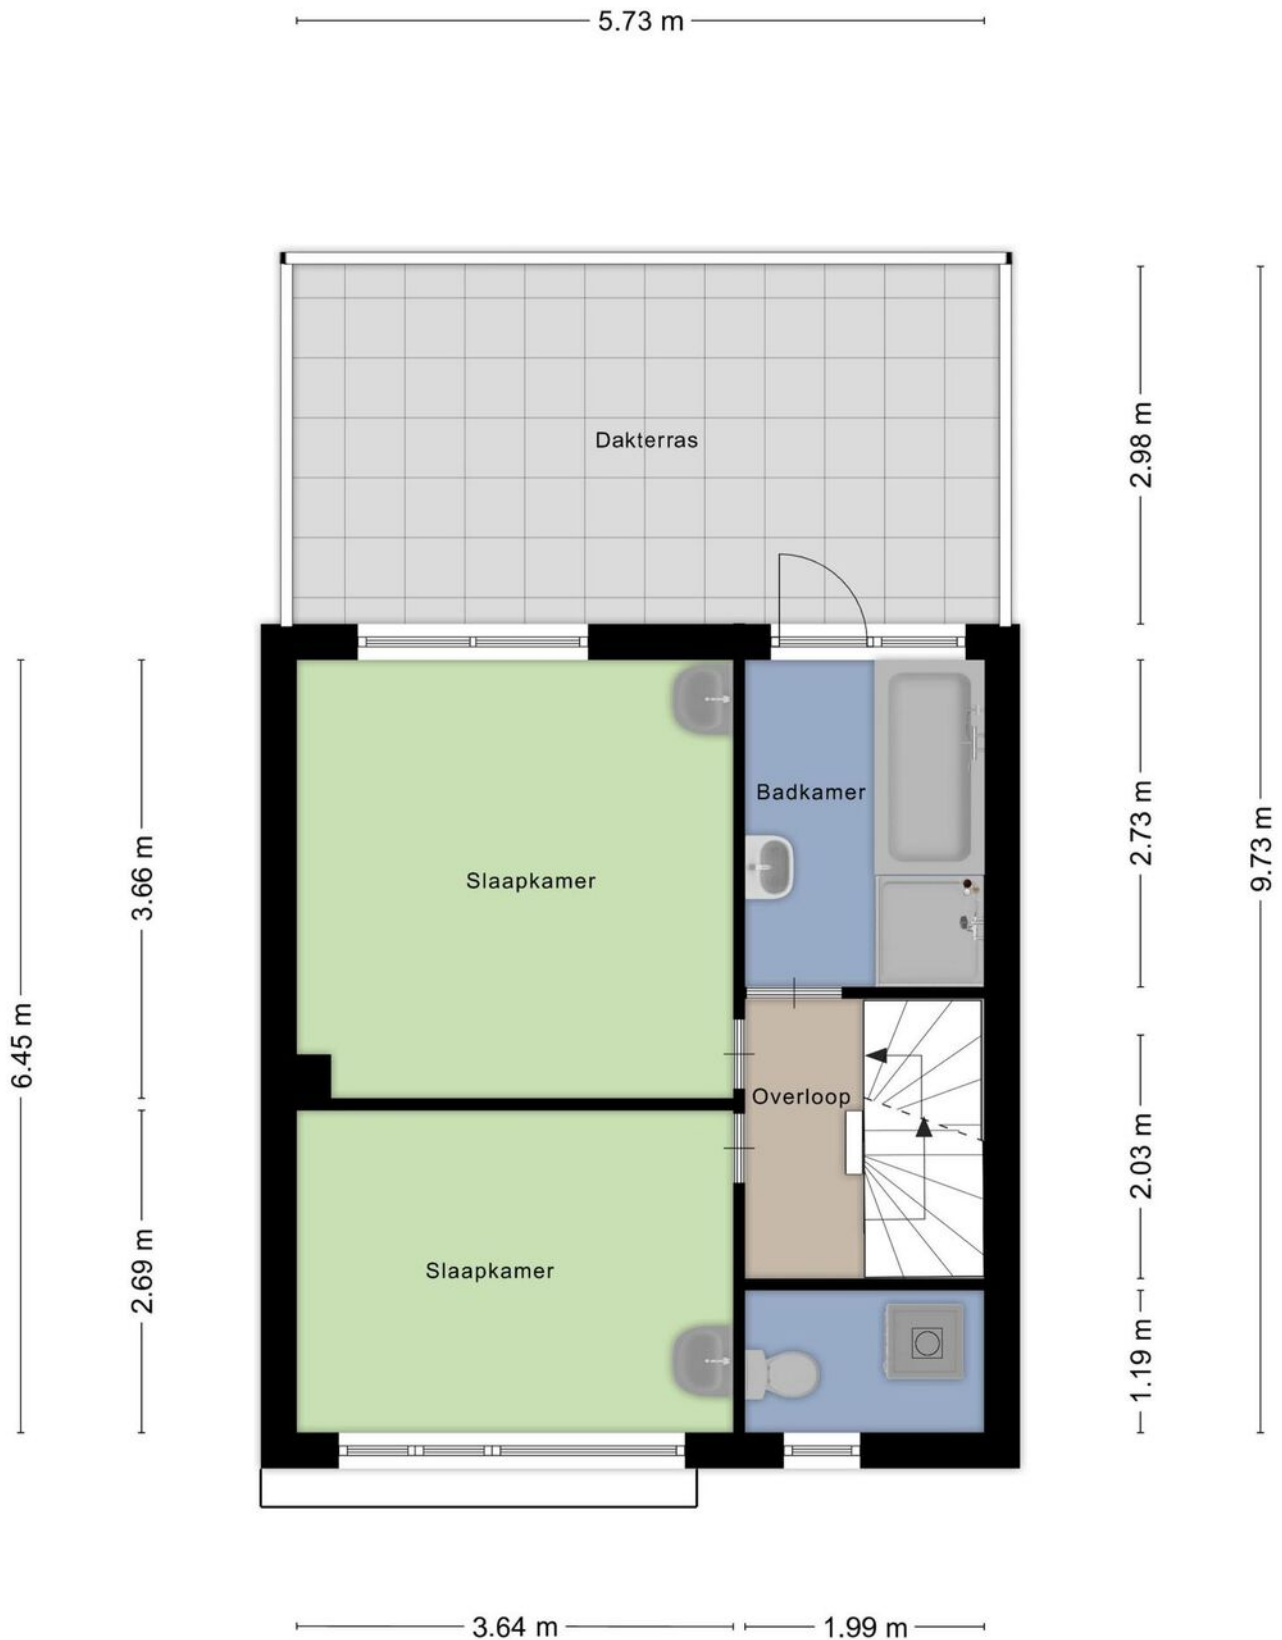 5.73 m
Dakterras
2.98 m
Badkamer
2.73 m
9.73 m
Slaapkamer
3.66 m
6.45 m
Overloop
2.03 m
Slaapkamer
2.69 m
1.19 m
3.64 m
1.99 m